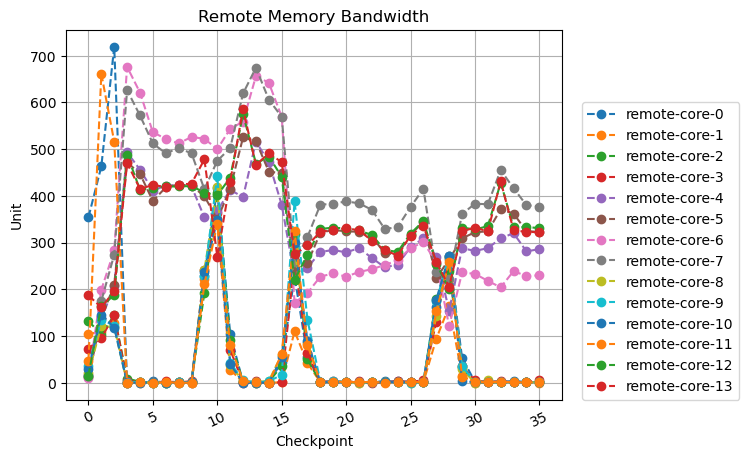 Remote Memory Bandwidth
Unit
700
600
500
400
300
200
100
0
0 5 10 15 20 25 30 35
Checkpoint
remote-core-0
remote-core-1
remote-core-2
remote-core-3
remote-core-4
remote-core-5
remote-core-6
remote-core-7
remote-core-8
remote-core-9
remote-core-10
remote-core-11
remote-core-12
remote-core-13